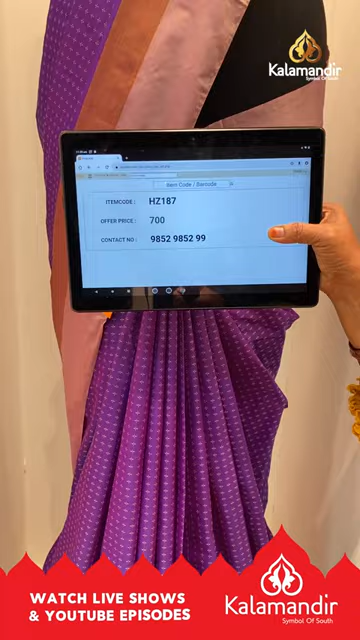 Kalamandir
Symbol Of South
Item Code / Barcode
ITEMCODE : HZ187
OFFER PRICE : 700
CONTACT NO : 9852 9852 99
WATCH LIVE SHOWS
& YOUTUBE EPISODES
Kalamandir
Symbol Of South